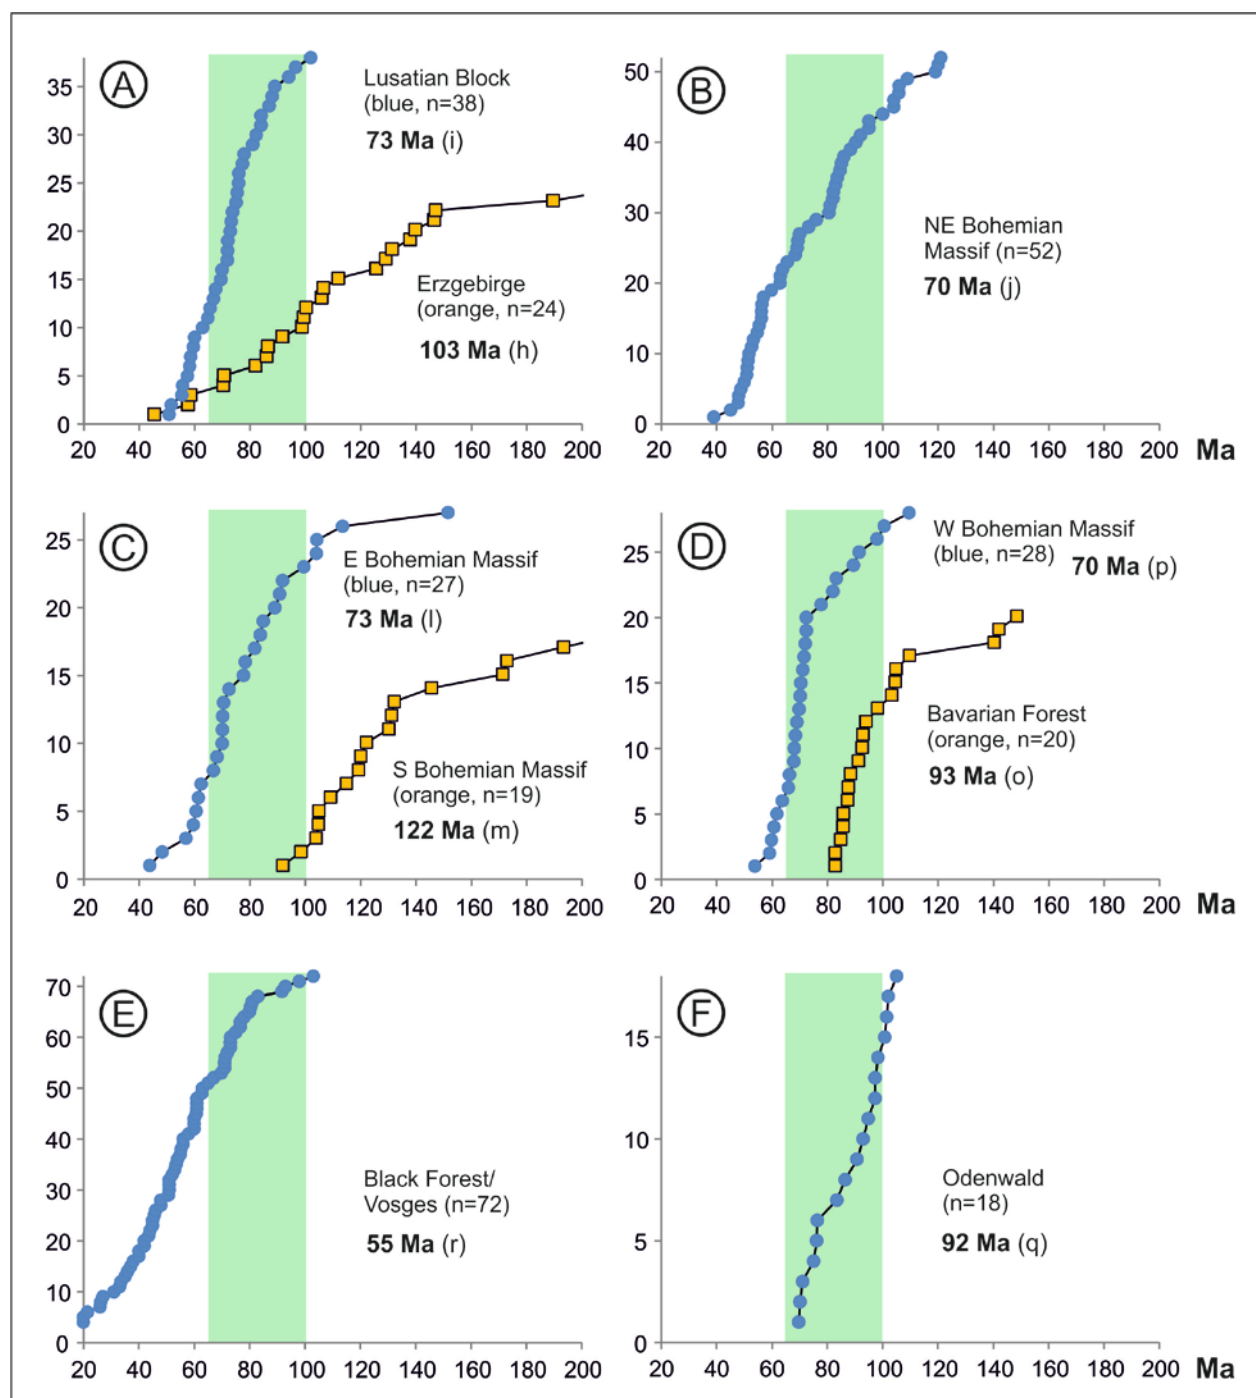 A
Lusatian Block
(blue, n=38)
73 Ma (i)
Erzgebirge
(orange, n=24)
103 Ma (h)
35
30
25
20
15
10
5
0
20 40 60 80 100 120 140 160 180 200
B
NE Bohemian
Massif (n=52)
70 Ma (j)
50
40
30
20
10
0
20 40 60 80 100 120 140 160 180 200 Ma
C
E Bohemian Massif
(blue, n=27)
73 Ma (l)
S Bohemian Massif
(orange, n=19)
122 Ma (m)
25
20
15
10
5
0
20 40 60 80 100 120 140 160 180 200
D
W Bohemian Massif
(blue, n=28) 70 Ma (p)
Bavarian Forest
(orange, n=20)
93 Ma (o)
25
20
15
10
5
0
20 40 60 80 100 120 140 160 180 200 Ma
E
Black Forest/
Vosges (n=72)
55 Ma (r)
70
60
50
40
30
20
10
0
20 40 60 80 100 120 140 160 180 200
F
Odenwald
(n=18)
92 Ma (q)
15
10
5
0
20 40 60 80 100 120 140 160 180 200 Ma